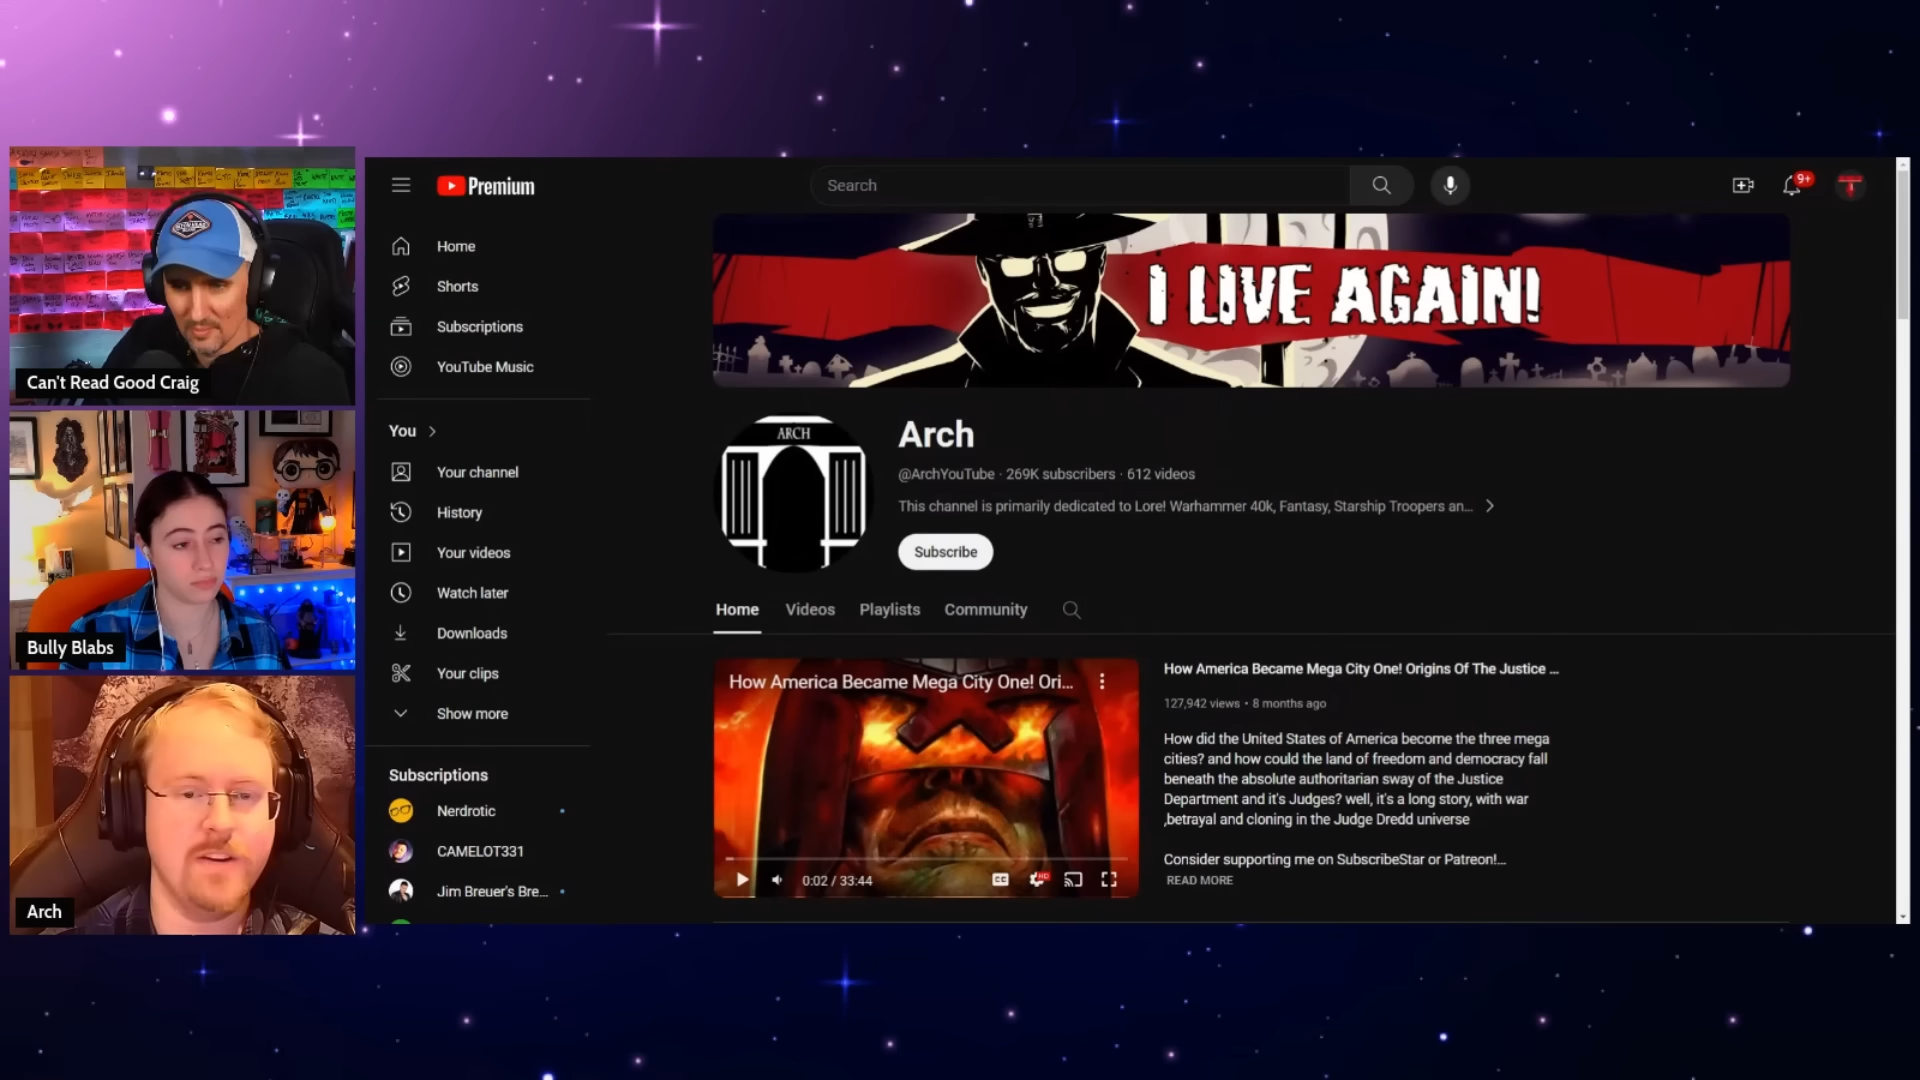 Can't Read Good Craig
Bully Blabs
Arch
Premium
Search
9+
Home
Shorts
Subscriptions
YouTube Music
You
Your channel
History
Your videos
Watch later
Downloads
Your clips
Show more
Subscriptions
Nerdrotic
CAMELOT331
Jim Breuer's Bre...
I LIVE AGAIN!
ARCH
Arch
@ArchYouTube · 269K subscribers · 612 videos
This channel is primarily dedicated to Lore! Warhammer 40k, Fantasy, Starship Troopers an...
Subscribe
Home Videos Playlists Community
How America Became Mega City One! Ori...
0:02 / 33:44
CC
HD
How America Became Mega City One! Origins Of The Justice ...
127,942 views • 8 months ago
How did the United States of America become the three mega
cities? and how could the land of freedom and democracy fall
beneath the absolute authoritarian sway of the Justice
Department and it's Judges? well, it's a long story, with war
,betrayal and cloning in the Judge Dredd universe
Consider supporting me on SubscribeStar or Patreon!...
READ MORE